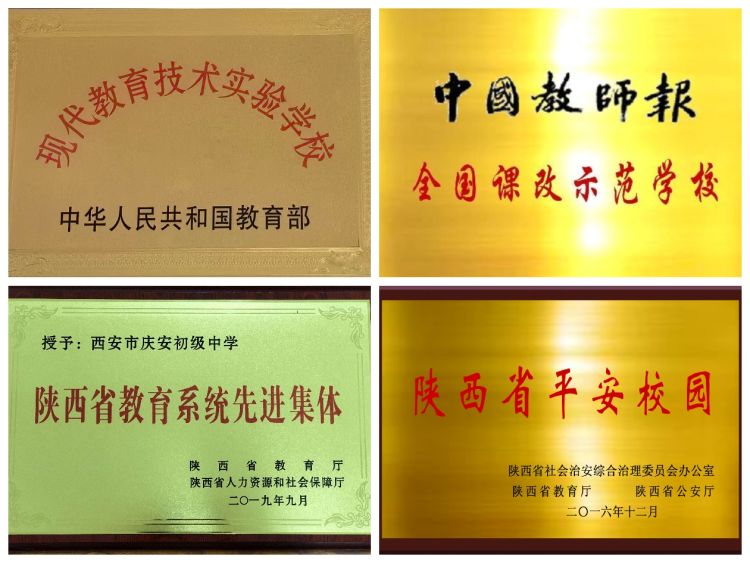 现代教育技术实验学校
中华人民共和国教育部
中國教師報
全国课改示范学校
授予：西安市庆安初级中学
陕西省教育系统先进集体
陕西省教育厅
陕西省人力资源和社会保障厅
二〇一九年九月
陕西省平安校园
陕西省社会治安综合治理委员会办公室
陕西省教育厅 陕西省公安厅
二〇一六年十二月